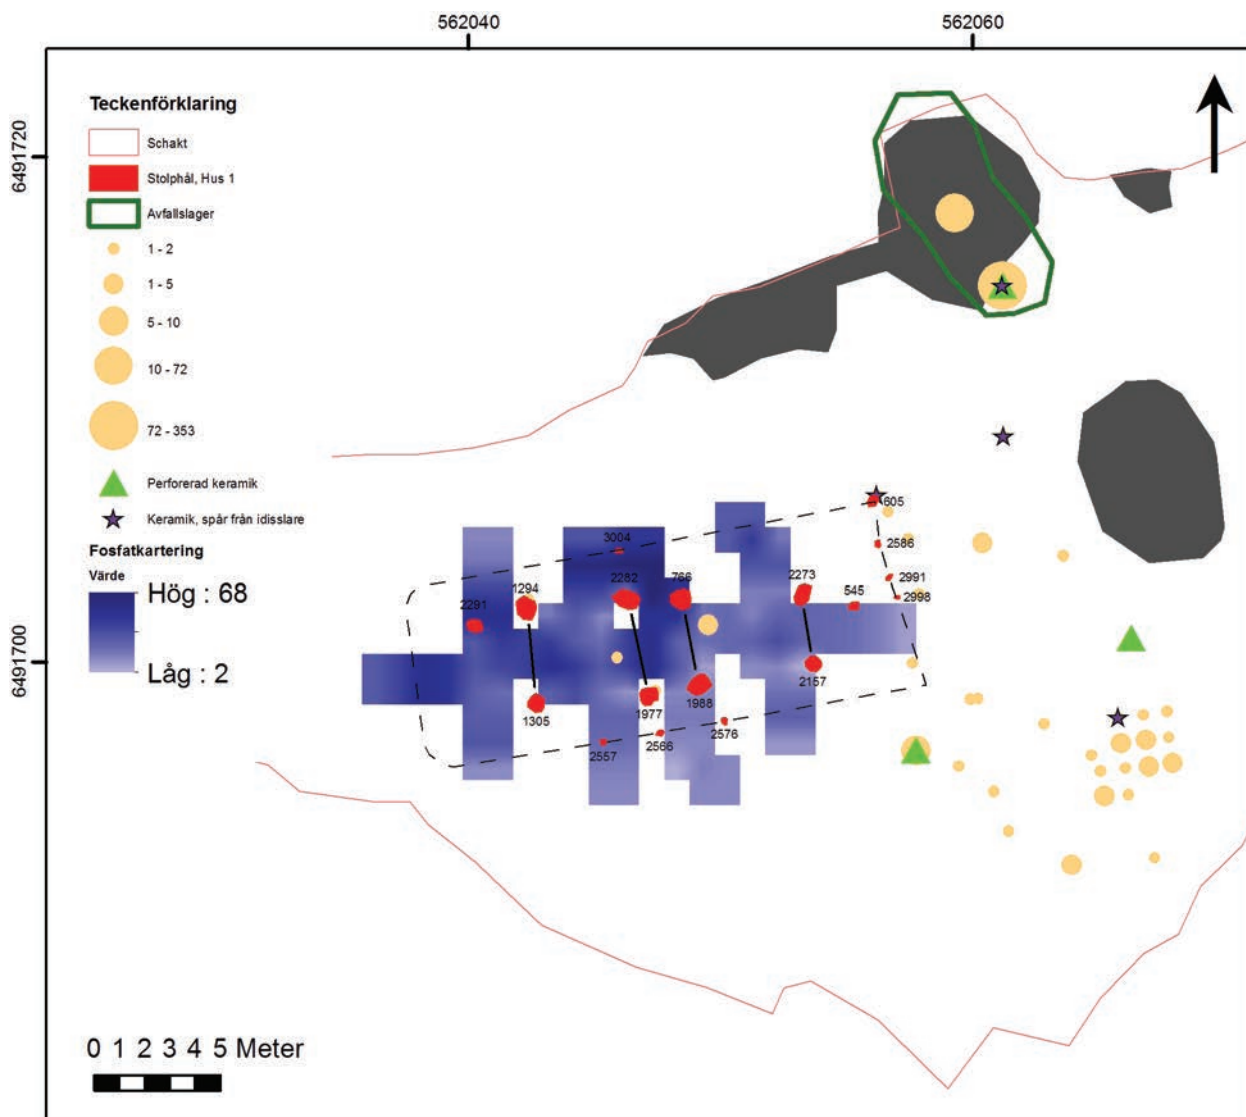 562040
562060
6491720
6491700
Teckenförklaring
Schakt
Stolphål, Hus 1
Avfallslager
1 - 2
1 - 5
5 - 10
10 - 72
72 - 353
Perforerad keramik
Keramik, spår från idisslare
Fosfatkartering
Värde
Hög : 68
Låg : 2
605
3004
2586
2291
1294
2282
766
2273
545
2991
2998
1305
1977
1988
2157
2557
2566
2576
0 1 2 3 4 5 Meter